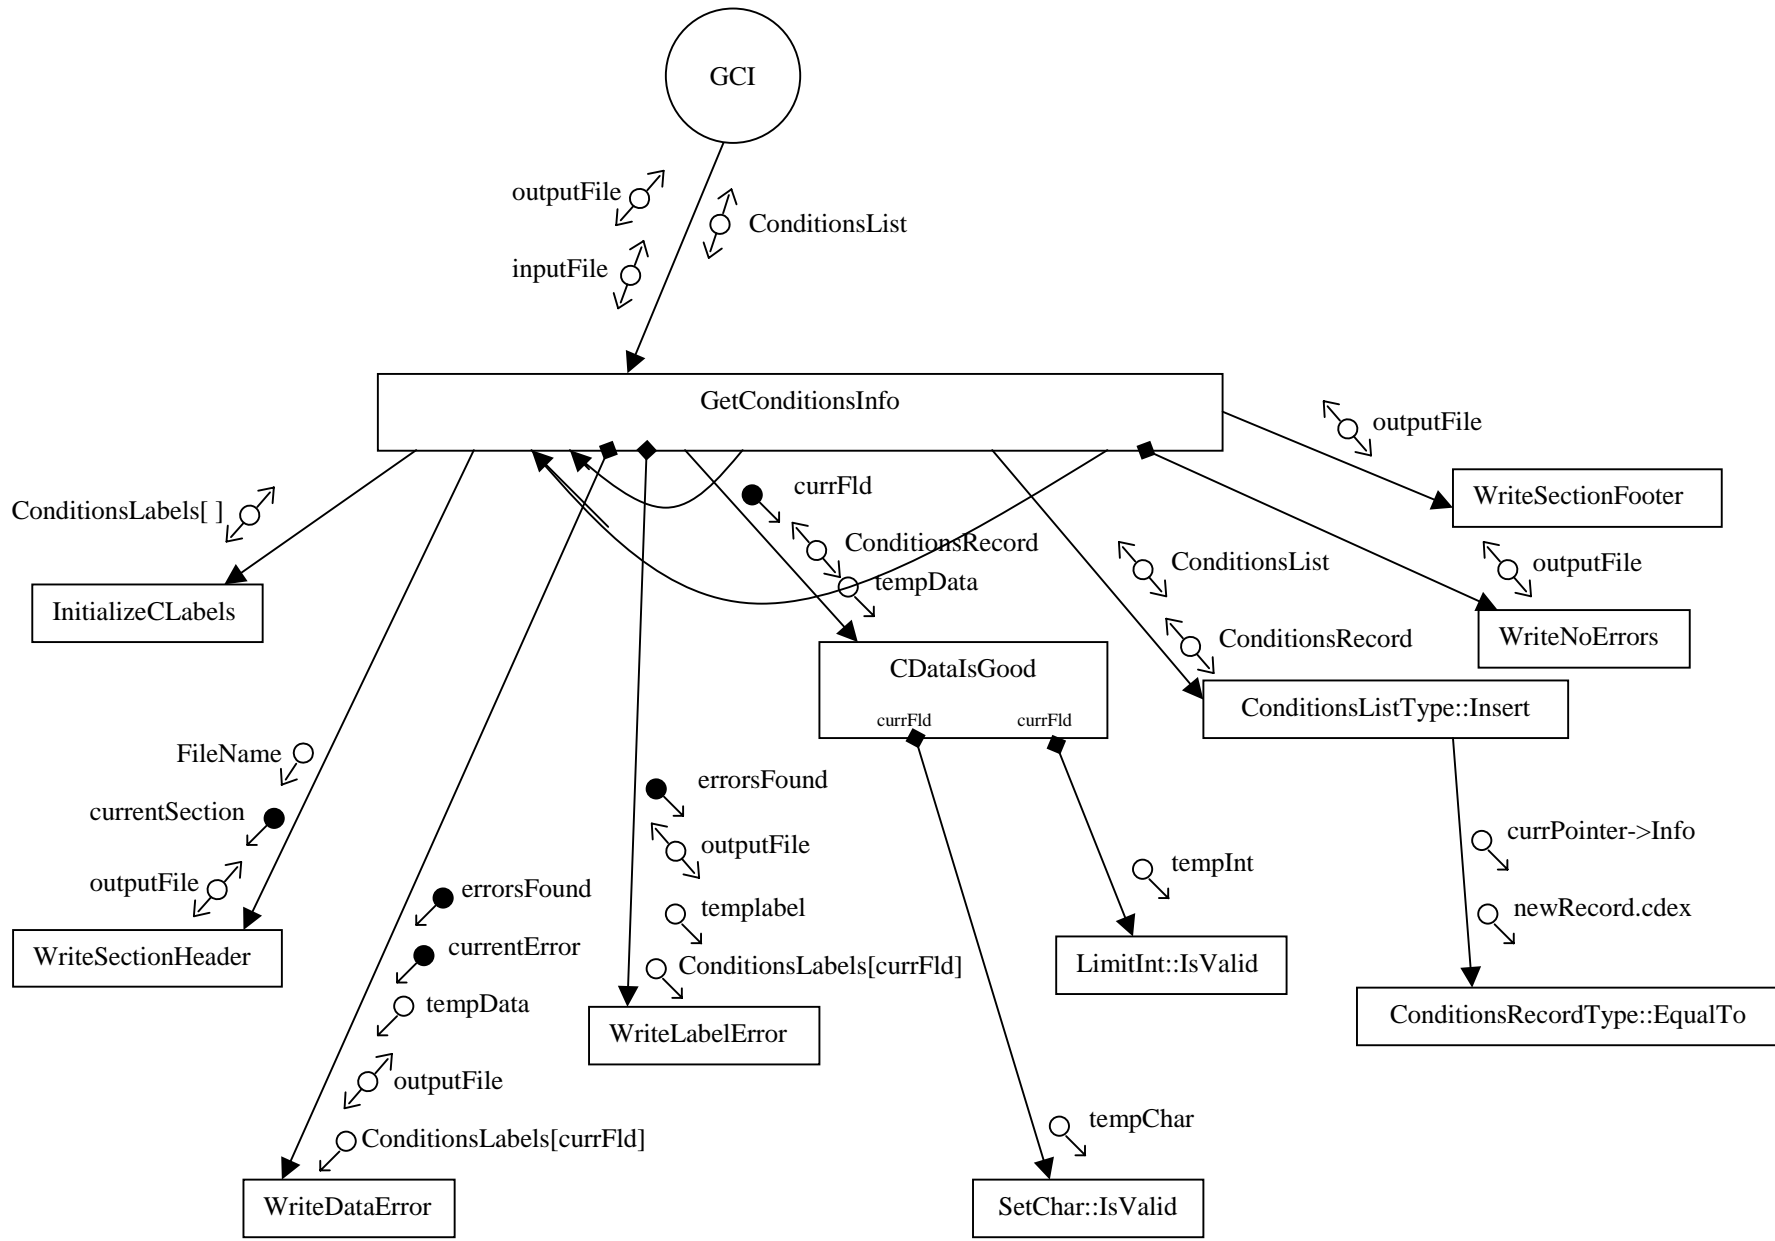 GCI
outputFile
ConditionsList
inputFile
GetConditionsInfo
outputFile
currFld
WriteSectionFooter
ConditionsLabels[ ]
ConditionsRecord
ConditionsList
outputFile
tempData
InitializeCLabels
ConditionsRecord
WriteNoErrors
CDataIsGood
currFld
currFld
ConditionsListType::Insert
FileName
errorsFound
currentSection
currPointer->Info
outputFile
tempInt
outputFile
errorsFound
templabel
newRecord.cdex
currentError
WriteSectionHeader
ConditionsLabels[currFld]
LimitInt::IsValid
tempData
WriteLabelError
ConditionsRecordType::EqualTo
outputFile
tempChar
ConditionsLabels[currFld]
WriteDataError
SetChar::IsValid